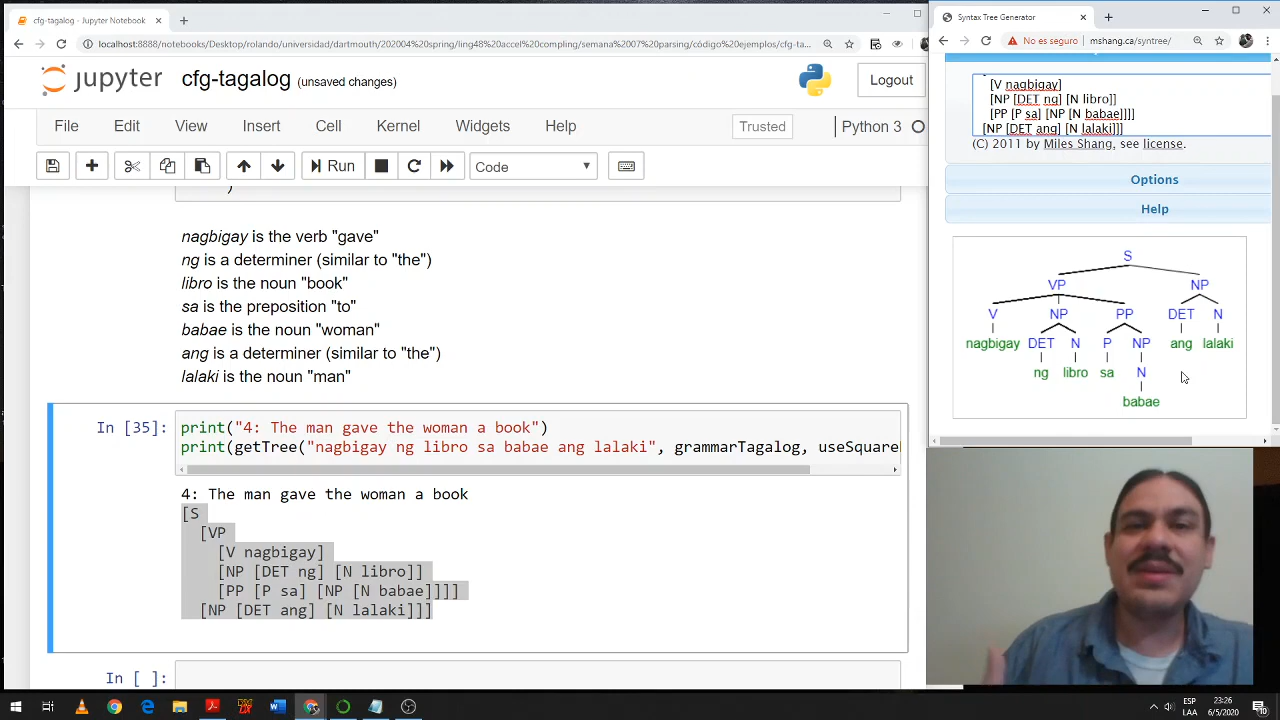 cfg-tagalog - Jupyter Notebook
localhost:8888/notebooks/Desktop/rolando/universidad/dartmouth/202004%20spring/ling48%20accel%20compling/semana%2007%20parsing/código%20ejemplos/cfg-ta...
jupyter cfg-tagalog (unsaved changes)
Logout
File Edit View Insert Cell Kernel Widgets Help Trusted Python 3
Run Code
)
nagbigay is the verb "gave"
ng is a determiner (similar to "the")
libro is the noun "book"
sa is the preposition "to"
babae is the noun "woman"
ang is a determiner (similar to "the")
lalaki is the noun "man"
In [35]: print("4: The man gave the woman a book")
print(getTree("nagbigay ng libro sa babae ang lalaki", grammarTagalog, useSquare
4: The man gave the woman a book
[S
[VP
[V nagbigay]
[NP [DET ng] [N libro]]
[PP [P sa] [NP [N babae]]]]
[NP [DET ang] [N lalaki]]]
In [ ]:
Syntax Tree Generator
No es seguro mshang.ca/syntree/
[V nagbigay]
[NP [DET ng] [N libro]]
[PP [P sa] [NP [N babae]]]]
[NP [DET ang] [N lalaki]]]
(C) 2011 by Miles Shang, see license.
Options
Help
S
VP NP
V NP PP DET N
nagbigay DET N P NP ang lalaki
ng libro sa N
babae
ESP
LAA
23:26
6/5/2020